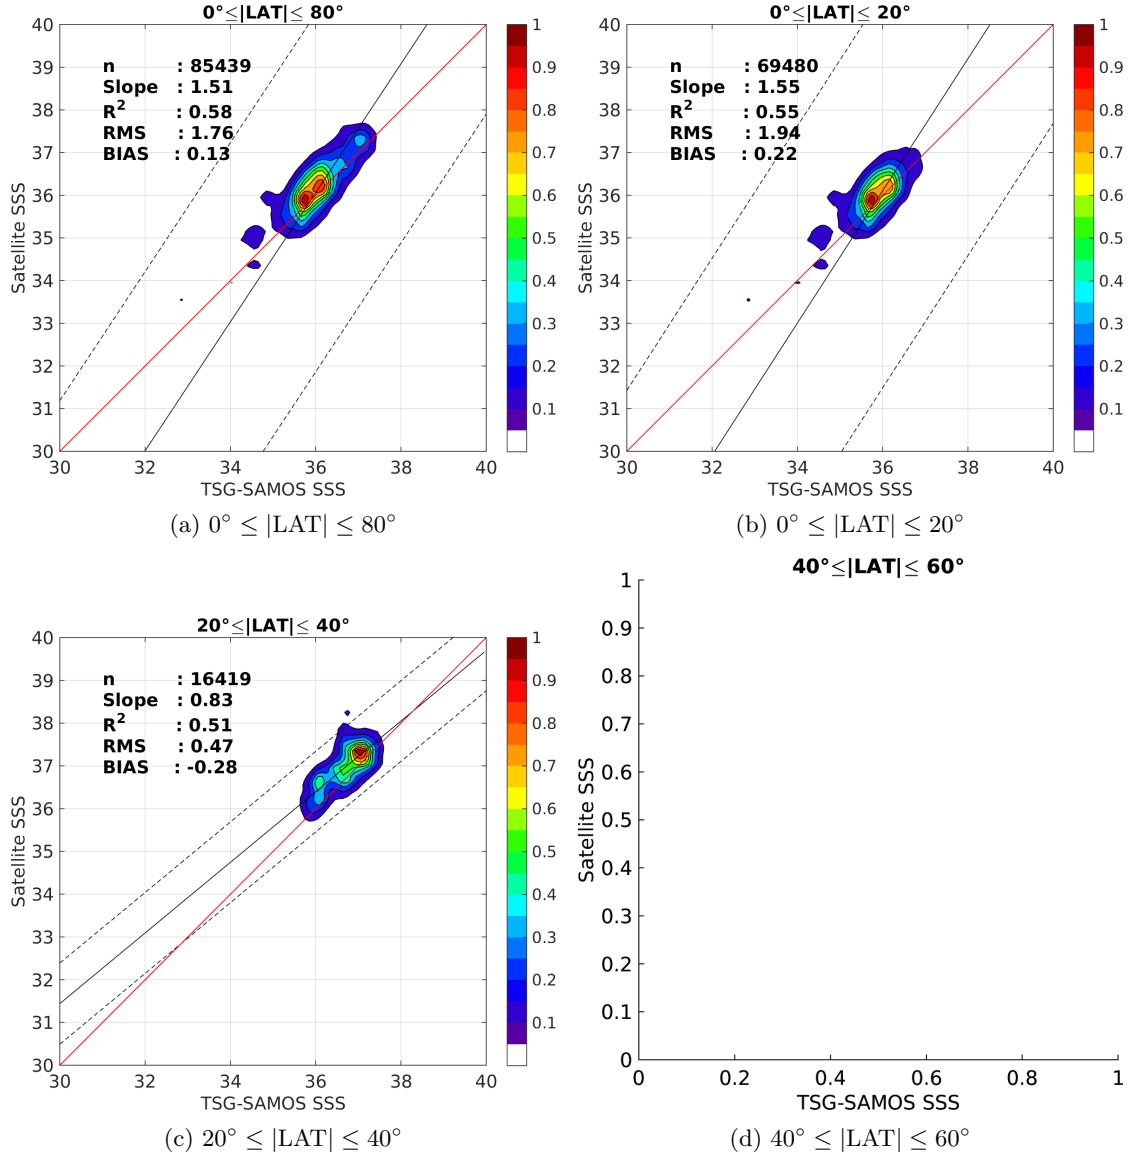 0°≤|LAT|≤ 80°
n : 85439
Slope : 1.51
R² : 0.58
RMS : 1.76
BIAS : 0.13
40
39
38
37
36
35
34
33
32
31
30
30 32 34 36 38 40
Satellite SSS
TSG-SAMOS SSS
1
0.9
0.8
0.7
0.6
0.5
0.4
0.3
0.2
0.1
(a) 0° ≤ |LAT| ≤ 80°
0°≤|LAT|≤ 20°
n : 69480
Slope : 1.55
R² : 0.55
RMS : 1.94
BIAS : 0.22
40
39
38
37
36
35
34
33
32
31
30
30 32 34 36 38 40
Satellite SSS
TSG-SAMOS SSS
1
0.9
0.8
0.7
0.6
0.5
0.4
0.3
0.2
0.1
(b) 0° ≤ |LAT| ≤ 20°
20°≤|LAT|≤ 40°
n : 16419
Slope : 0.83
R² : 0.51
RMS : 0.47
BIAS : -0.28
40
39
38
37
36
35
34
33
32
31
30
30 32 34 36 38 40
Satellite SSS
TSG-SAMOS SSS
1
0.9
0.8
0.7
0.6
0.5
0.4
0.3
0.2
0.1
(c) 20° ≤ |LAT| ≤ 40°
40°≤|LAT|≤ 60°
1
0.9
0.8
0.7
0.6
0.5
0.4
0.3
0.2
0.1
0
0 0.2 0.4 0.6 0.8 1
Satellite SSS
TSG-SAMOS SSS
(d) 40° ≤ |LAT| ≤ 60°